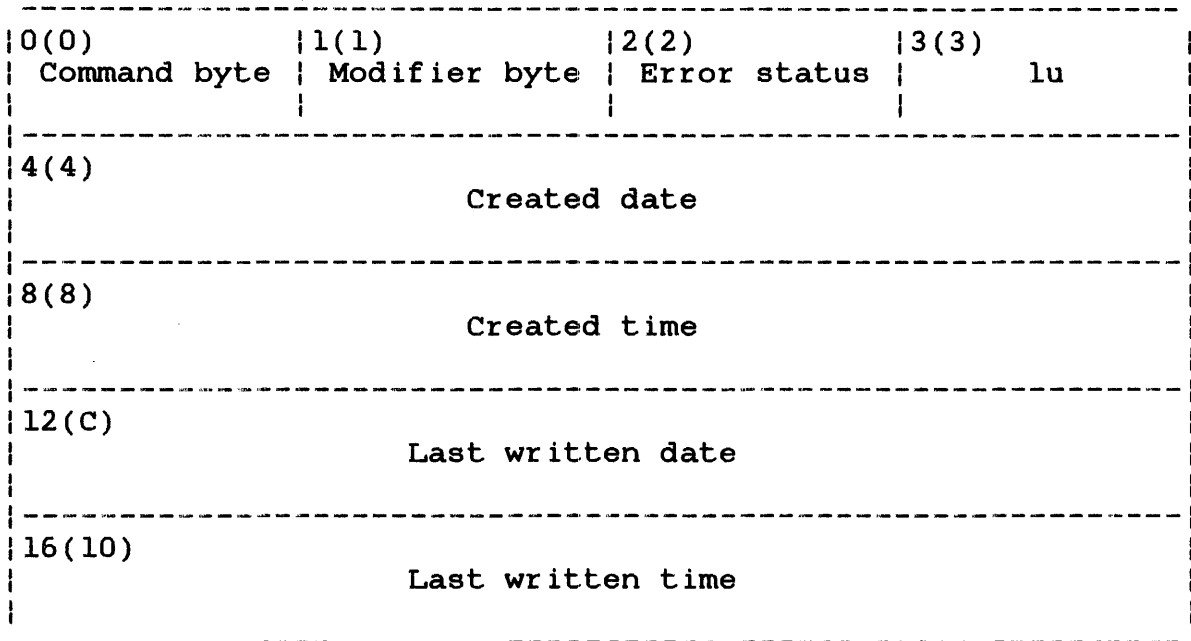 0(0) 1(1) 2(2) 3(3)
Command byte Modifier byte Error status lu
4(4)
Created date
8(8)
Created time
12(C)
Last written date
16(10)
Last written time